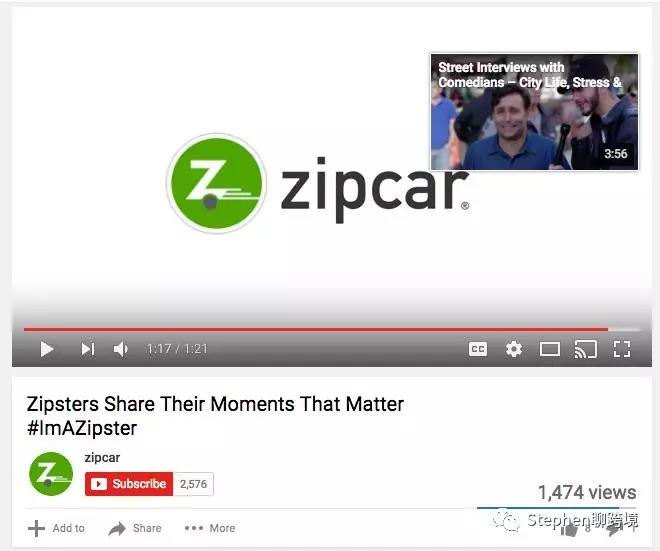 Street Interviews with
Comedians – City Life, Stress &
3:56
zipcar®
1:17 / 1:21
CC
Zipsters Share Their Moments That Matter
#ImAZipster
zipcar
Subscribe 2,576
1,474 views
Add to Share More 8 1
Stephen聊跨境